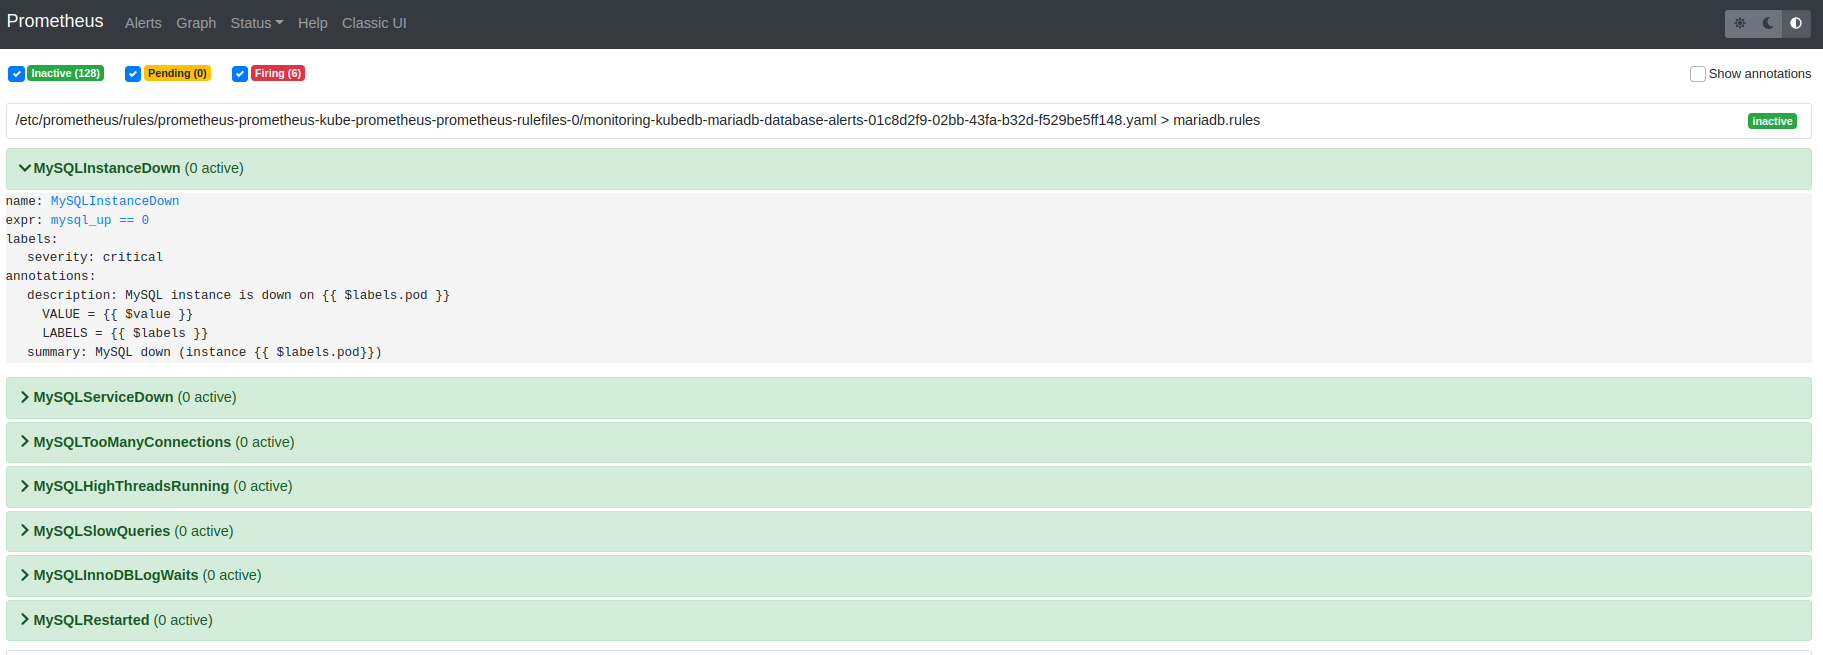 Prometheus Alerts Graph Status Help Classic UI
Inactive (128) Pending (0) Firing (6) Show annotations
/etc/prometheus/rules/prometheus-prometheus-kube-prometheus-prometheus-rulefiles-0/monitoring-kubedb-mariadb-database-alerts-01c8d2f9-02bb-43fa-b32d-f529be5ff148.yaml > mariadb.rules inactive
MySQLInstanceDown (0 active)
name: MySQLInstanceDown
expr: mysql_up == 0
labels:
severity: critical
annotations:
description: MySQL instance is down on {{ $labels.pod }}
VALUE = {{ $value }}
LABELS = {{ $labels }}
summary: MySQL down (instance {{ $labels.pod}})
MySQLServiceDown (0 active)
MySQLTooManyConnections (0 active)
MySQLHighThreadsRunning (0 active)
MySQLSlowQueries (0 active)
MySQLInnoDBLogWaits (0 active)
MySQLRestarted (0 active)